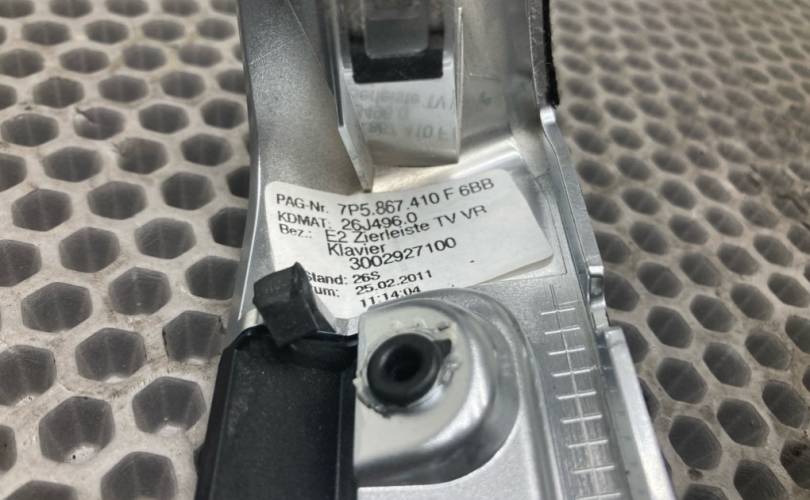 PAG-Nr. 7P5.867.410 F 6BB
KDMAT: 26J496.0
Bez.: E2 Zierleiste TV VR
Klavier
3002927100
Stand: 26S
um: 25.02.2011
11:14:04